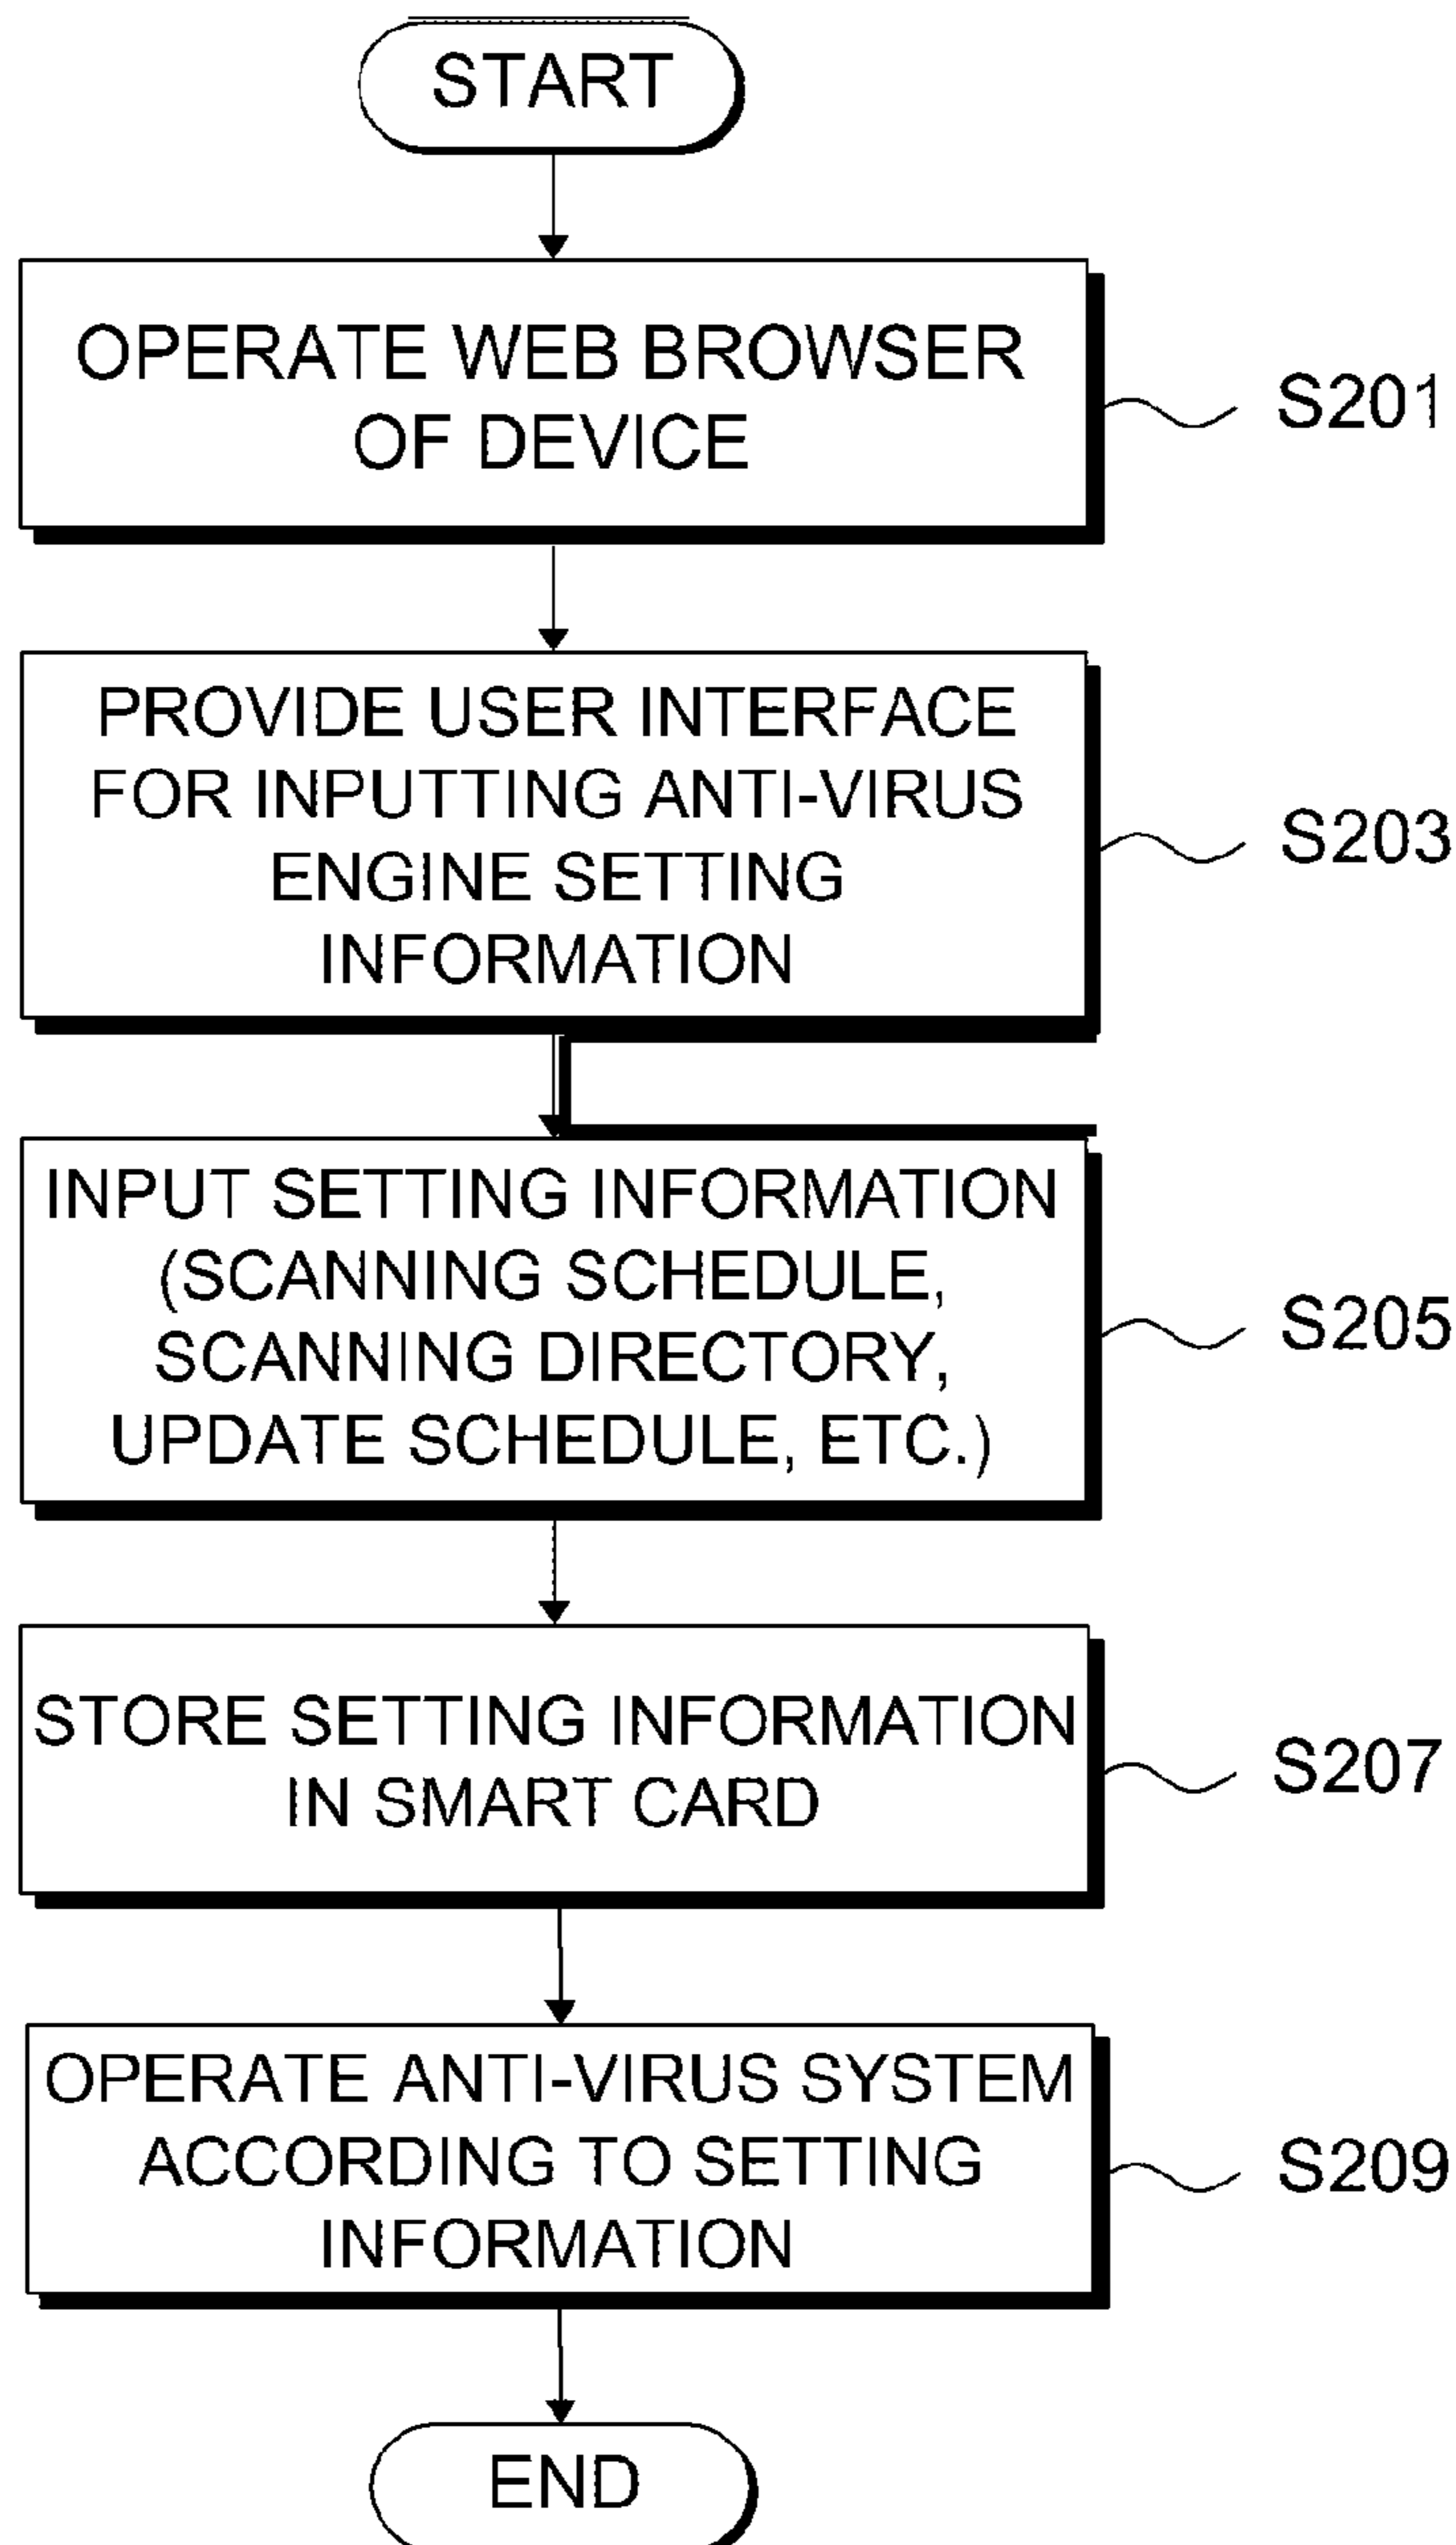 START
OPERATE WEB BROWSER
OF DEVICE
S201
PROVIDE USER INTERFACE
FOR INPUTTING ANTI-VIRUS
ENGINE SETTING
INFORMATION
S203
INPUT SETTING INFORMATION
(SCANNING SCHEDULE,
SCANNING DIRECTORY,
UPDATE SCHEDULE, ETC.)
S205
STORE SETTING INFORMATION
IN SMART CARD
S207
OPERATE ANTI-VIRUS SYSTEM
ACCORDING TO SETTING
INFORMATION
S209
END